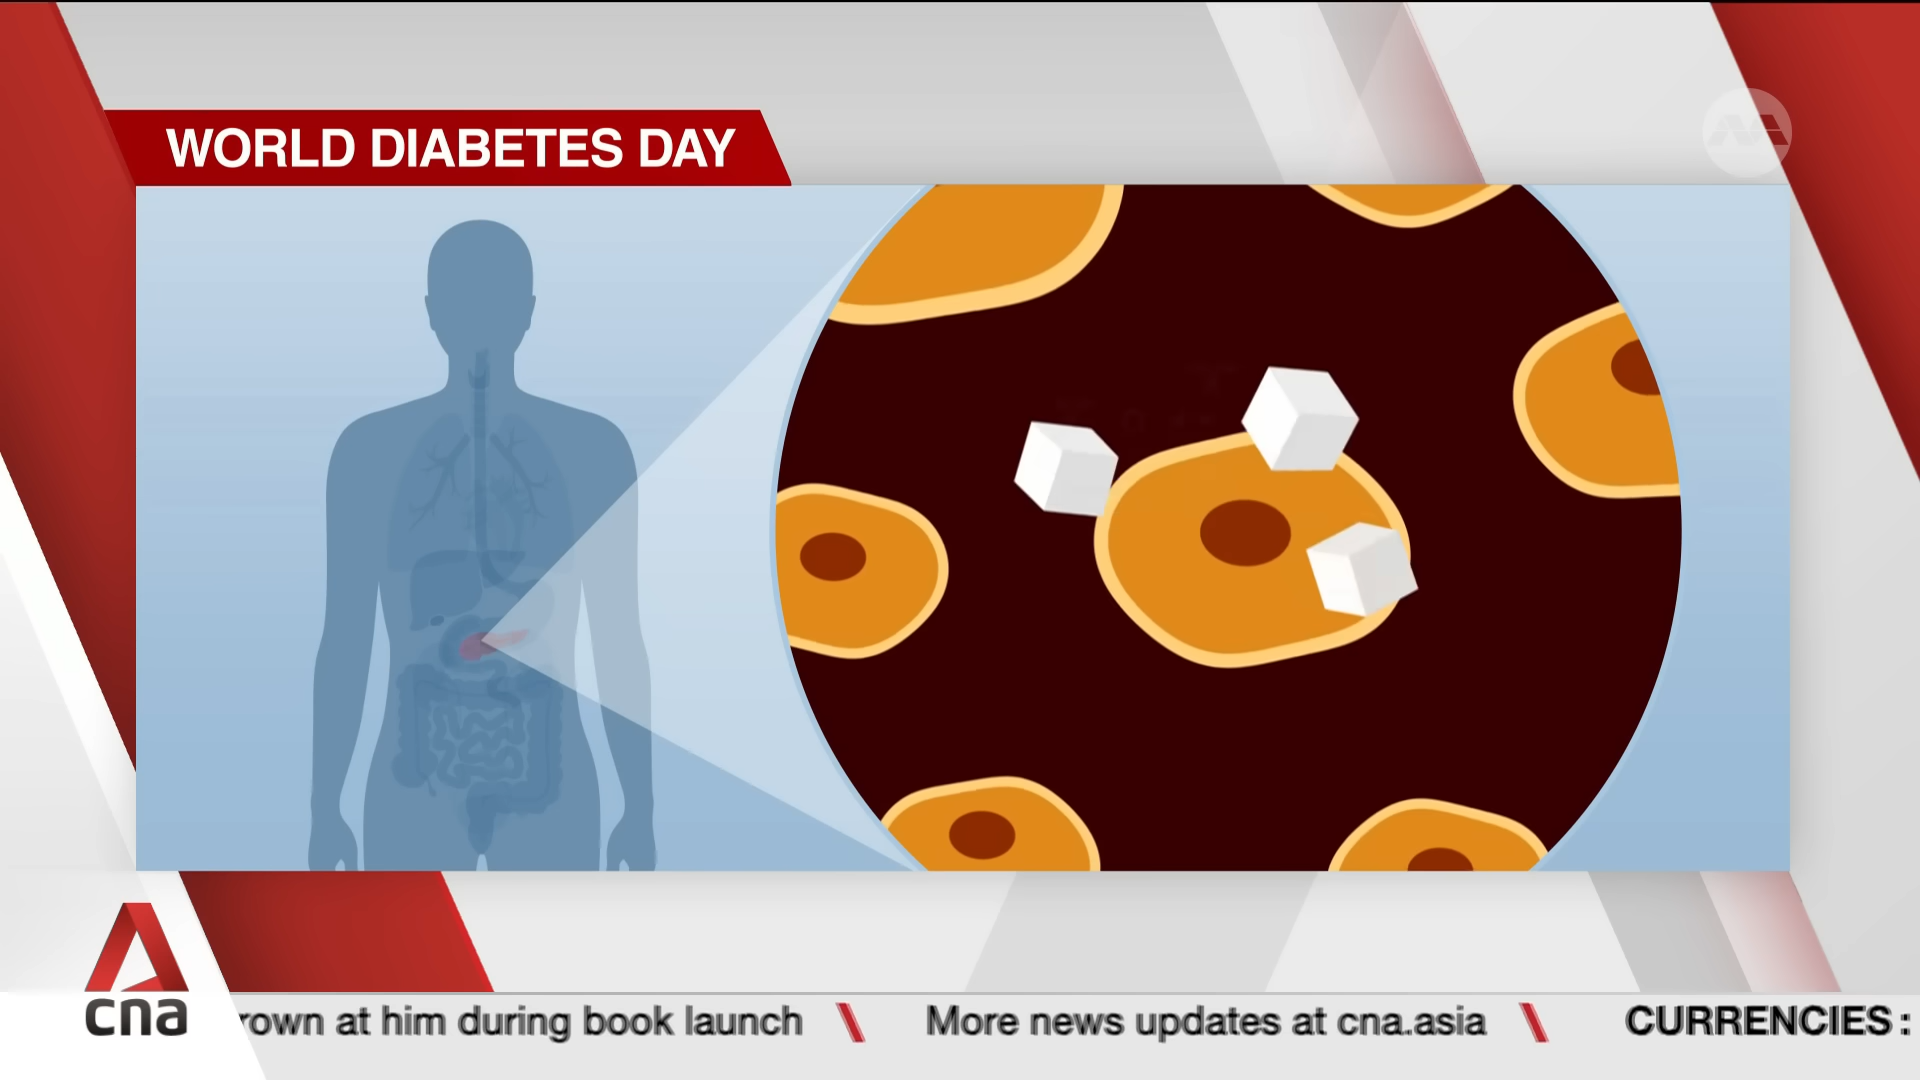 WORLD DIABETES DAY
cna
rown at him during book launch \ More news updates at cna.asia \ CURRENCIES: